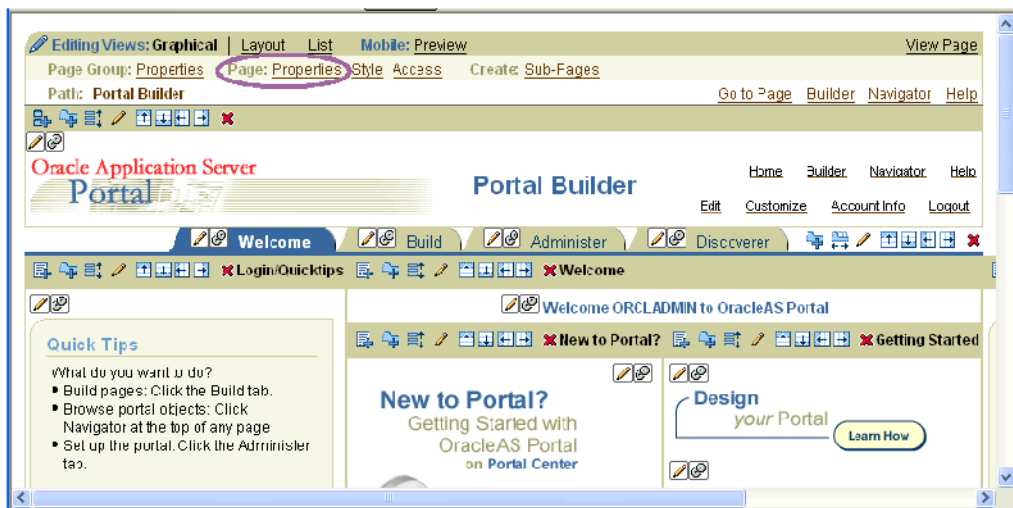 Editing Views: Graphical | Layout List Mobile: Preview View Page
Page Group: Properties Page: Properties Style Access Create: Sub-Pages
Path: Portal Builder Go to Page Builder Navigator Help
Oracle Application Server
Portal
Portal Builder
Home Builder Navigator Help
Edit Customize Account Info Logout
Welcome Build Administer Discoverer
Login/Quicktips Welcome
Welcome ORCLADMIN to OracleAS Portal
New to Portal? Getting Started
Quick Tips
What do you want to do?
• Build pages: Click the Build tab.
• Browse portal objects: Click
Navigator at the top of any page
• Set up the portal. Click the Administer
tab.
New to Portal?
Getting Started with
OracleAS Portal
on Portal Center
Design
your Portal
Learn How